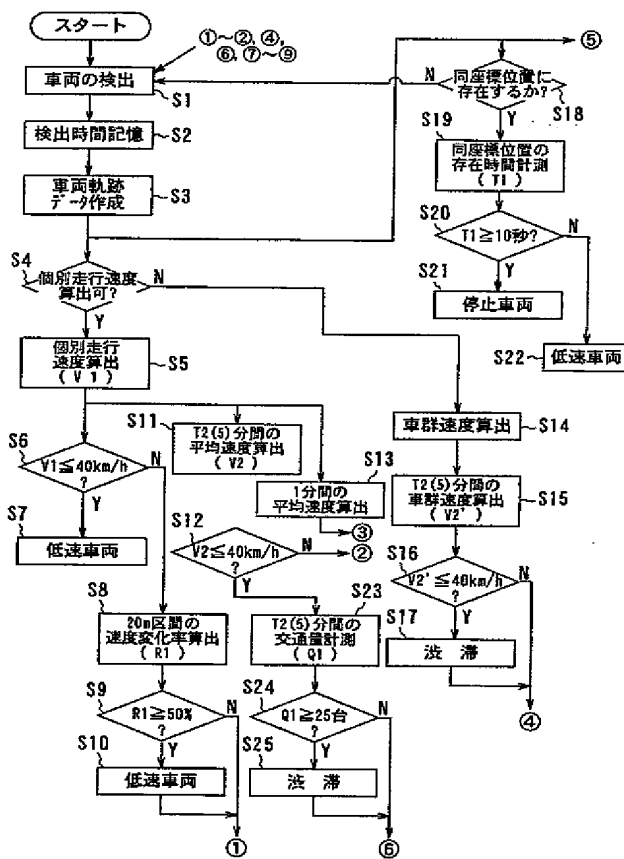 スタート
①～②, ④,
⑥, ⑦～⑨
車両の検出
S1
検出時間記憶
S2
車両軌跡
データ作成
S3
S4
個別走行速度
算出可?
N
Y
個別走行
速度算出
( V1 )
S5
S6
V1≦40km/h
?
N
Y
S7
低速車両
S8
20m区間の
速度変化率算出
( R1 )
S9
R1≧50%
?
N
Y
S10
低速車両
①
S11
T2(5)分間の
平均速度算出
( V2 )
S13
1分間の
平均速度算出
③
S12
V2≦40km/h
?
N
②
Y
S23
T2(5)分間の
交通量計測
( Q1 )
S24
Q1≧25台
?
N
Y
S25
渋 滞
⑥
⑤
同座標位置に
存在するか?
N
S18
Y
S19
同座標位置の
存在時間計測
( T1 )
S20
T1≧10秒?
N
Y
S21
停止車両
S22
低速車両
車群速度算出
S14
T2(5)分間の
車群速度算出
( V2' )
S15
S16
V2'≦40km/h
?
N
Y
S17
渋 滞
④